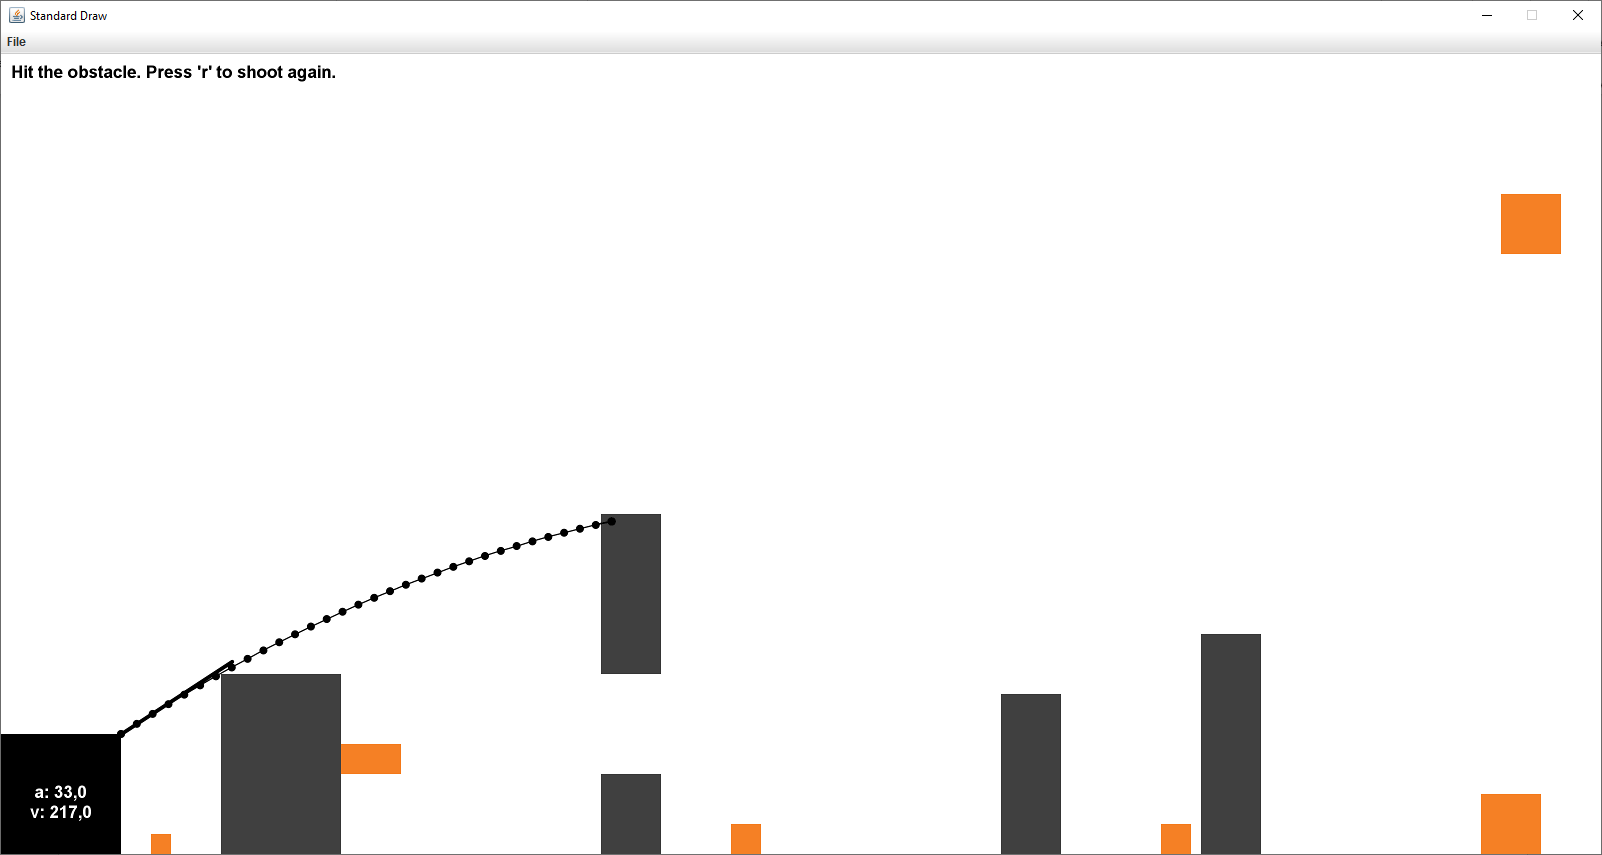 Standard Draw
File
Hit the obstacle. Press 'r' to shoot again.
a: 33,0
v: 217,0